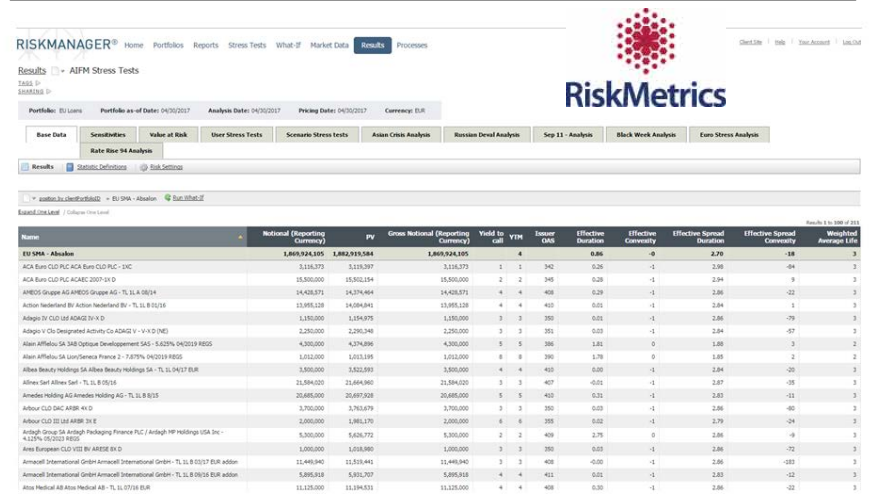 RISKMANAGER® Home Portfolios Reports Stress Tests What-If Market Data Results Processes
Client Site | Help | Your Account | Log Out
RiskMetrics
Results AIFM Stress Tests
TAGS
SHARING
Portfolio: EU Loans Portfolio as-of Date: 04/30/2017 Analysis Date: 04/30/2017 Pricing Date: 04/30/2017 Currency: EUR
Base Data Sensitivities Value at Risk User Stress Tests Scenario Stress tests Asian Crisis Analysis Russian Deval Analysis Sep 11 - Analysis Black Week Analysis Euro Stress Analysis
Rate Rise 94 Analysis
Results Statistic Definitions Risk Settings
position by clientPortfolioID EU SMA - Absalon Run What-If
Expand One Level / Collapse One Level
Results 1 to 100 of 211
Name Notional (Reporting Currency) PV Gross Notional (Reporting Currency) Yield to call YTM Issuer OAS Effective Duration Effective Convexity Effective Spread Duration Effective Spread Convexity Weighted Average Life
EU SMA - Absalon 1,869,924,105 1,882,919,584 1,869,924,105 4 0.86 -0 2.70 -18 3
ACA Euro CLO PLC ACA Euro CLO PLC - 1XC 3,116,373 3,119,397 3,116,373 1 1 342 0.26 -1 2.98 -84 3
ACA Euro CLO PLC ACAEC 2007-1X D 15,500,000 15,502,154 15,500,000 2 2 345 0.28 -1 2.94 9 3
AMEOS Gruppe AG AMEOS Gruppe AG - TL 1L A 08/14 14,428,571 14,374,464 14,428,571 4 4 408 0.29 -1 2.86 -22 3
Action Nederland BV Action Nederland BV - TL 1L B 01/16 13,955,128 14,084,841 13,955,128 4 4 410 0.01 -1 2.84 1 3
Adagio IV CLO Ltd ADAGI IV-X D 1,150,000 1,154,975 1,150,000 3 3 350 0.01 -1 2.86 -79 3
Adagio V Clo Designated Activity Co ADAGI V - V-X D (NE) 2,250,000 2,290,348 2,250,000 3 3 351 0.03 -1 2.84 -57 3
Alain Afflelou SA 3AB Optique Developpement SAS - 5.625% 04/2019 REGS 4,300,000 4,374,896 4,300,000 5 5 386 1.81 0 1.88 3 2
Alain Afflelou SA Lion/Seneca France 2 - 7.875% 04/2019 REGS 1,012,000 1,013,195 1,012,000 8 8 390 1.78 0 1.85 2 2
Albea Beauty Holdings SA Albea Beauty Holdings SA - TL 1L 04/17 EUR 3,500,000 3,522,593 3,500,000 4 4 410 0.00 -1 2.84 -20 3
Allnex Sarl Allnex Sarl - TL 1L B 05/16 21,584,020 21,664,960 21,584,020 3 3 407 -0.01 -1 2.87 -35 3
Amedes Holding AG Amedes Holding AG - TL 1L B 8/15 20,685,000 20,697,928 20,685,000 5 5 410 0.31 -1 2.83 -11 3
Arbour CLO DAC ARBR 4X D 3,700,000 3,763,679 3,700,000 3 3 350 0.03 -1 2.86 -80 3
Arbour CLO III Ltd ARBR 3X E 2,000,000 1,981,170 2,000,000 6 6 355 0.02 -1 2.79 -24 3
Ardagh Group SA Ardagh Packaging Finance PLC / Ardagh MP Holdings USA Inc - 4.125% 05/2023 REGS 5,300,000 5,626,772 5,300,000 2 2 409 2.75 0 2.86 -9 3
Ares European CLO VIII BV ARESE 8X D 1,000,000 1,018,980 1,000,000 3 3 350 0.03 -1 2.86 -72 3
Armacell International GmbH Armacell International GmbH - TL 1L B 03/17 EUR addon 11,449,940 11,519,441 11,449,940 3 3 408 -0.00 -1 2.86 -183 3
Armacell International GmbH Armacell International GmbH - TL 1L B 09/16 EUR addon 5,895,918 5,931,707 5,895,918 4 4 411 0.01 -1 2.83 -12 3
Atos Medical AB Atos Medical AB - TL 1L 07/16 EUR 11,125,000 11,194,531 11,125,000 4 4 408 0.30 -1 2.86 -22 3